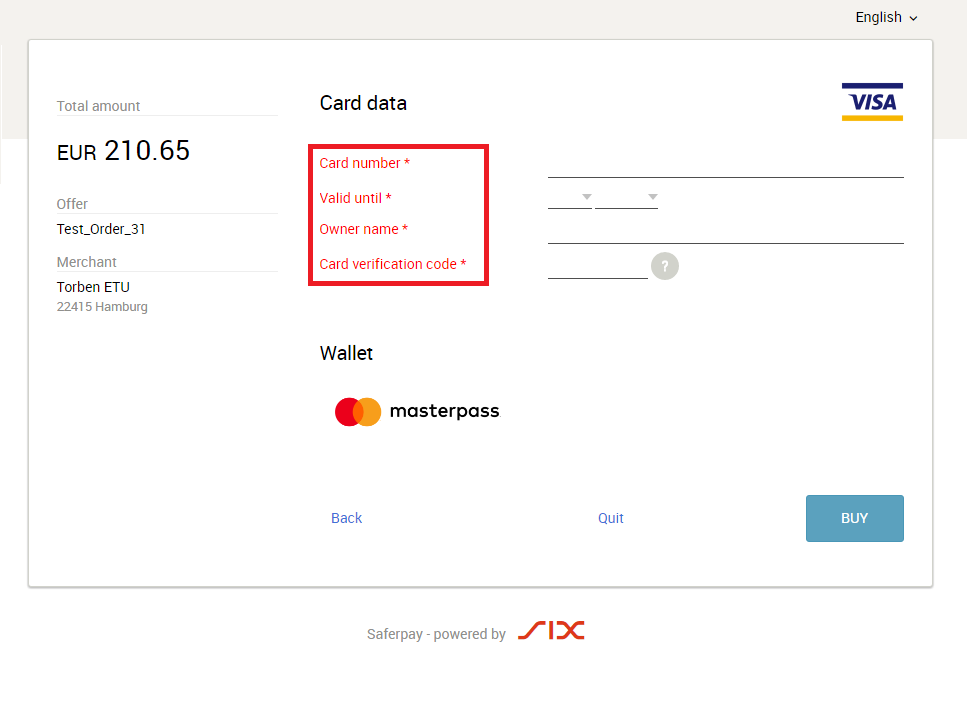 English
Total amount
EUR 210.65
Offer
Test_Order_31
Merchant
Torben ETU
22415 Hamburg
Card data
VISA
Card number *
Valid until *
Owner name *
Card verification code *
?
Wallet
masterpass
Back
Quit
BUY
Saferpay - powered by SIX